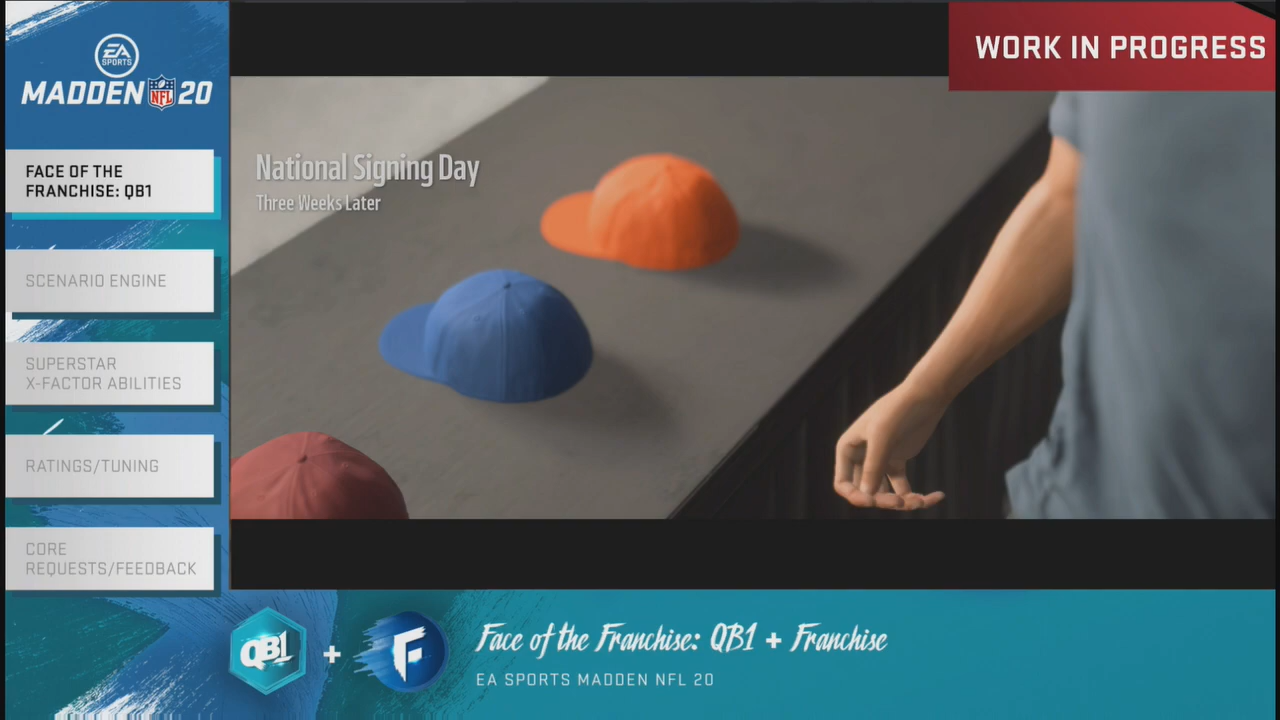 EA
SPORTS
MADDEN NFL 20
WORK IN PROGRESS
FACE OF THE
FRANCHISE: QB1
National Signing Day
Three Weeks Later
SCENARIO ENGINE
SUPERSTAR
X-FACTOR ABILITIES
RATINGS/TUNING
CORE
REQUESTS/FEEDBACK
QB1 + F
Face of the Franchise: QB1 + Franchise
EA SPORTS MADDEN NFL 20